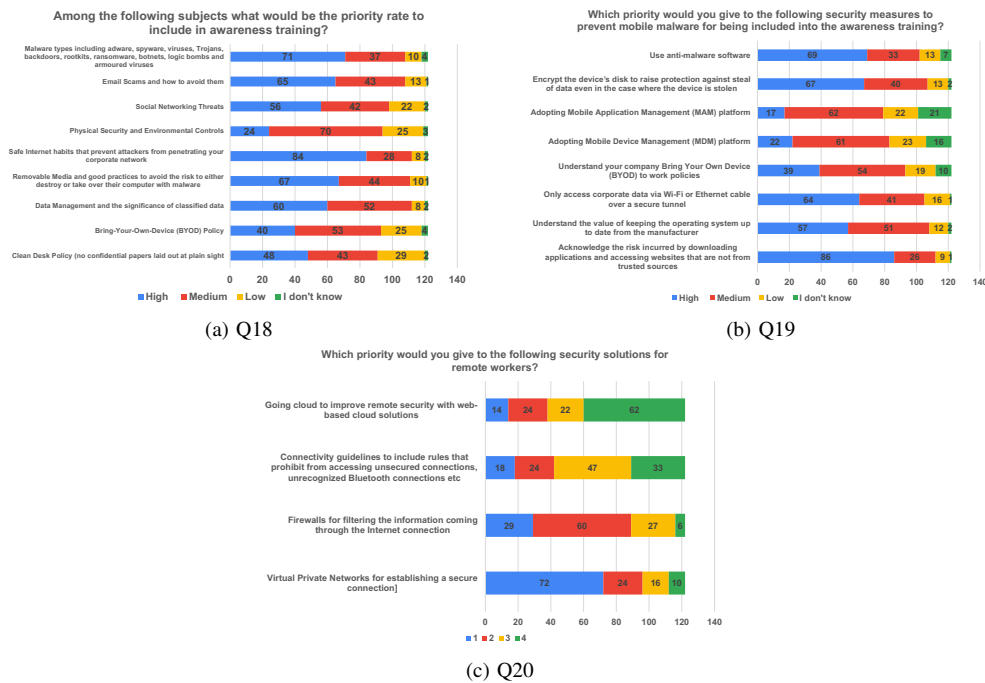 Among the following subjects what would be the priority rate to
include in awareness training?
Malware types including adware, spyware, viruses, Trojans,
backdoors, rootkits, ransomware, botnets, logic bombs and
armoured viruses
71 37 10 4
Email Scams and how to avoid them
65 43 13 1
Social Networking Threats
56 42 22 2
Physical Security and Environmental Controls
24 70 25 3
Safe Internet habits that prevent attackers from penetrating your
corporate network
84 28 8 2
Removable Media and good practices to avoid the risk to either
destroy or take over their computer with malware
67 44 10 1
Data Management and the significance of classified data
60 52 8 2
Bring-Your-Own-Device (BYOD) Policy
40 53 25 4
Clean Desk Policy (no confidential papers laid out at plain sight
48 43 29 2
0 20 40 60 80 100 120 140
High Medium Low I don't know
(a) Q18
Which priority would you give to the following security measures to
prevent mobile malware for being included into the awareness training?
Use anti-malware software
69 33 13 7
Encrypt the device's disk to raise protection against steal
of data even in the case where the device is stolen
67 40 13 2
Adopting Mobile Application Management (MAM) platform
17 62 22 21
Adopting Mobile Device Management (MDM) platform
22 61 23 16
Understand your company Bring Your Own Device
(BYOD) to work policies
39 54 19 10
Only access corporate data via Wi-Fi or Ethernet cable
over a secure tunnel
64 41 16 1
Understand the value of keeping the operating system up
to date from the manufacturer
57 51 12 2
Acknowledge the risk incurred by downloading
applications and accessing websites that are not from
trusted sources
86 26 9 1
0 20 40 60 80 100 120 140
High Medium Low I don't know
(b) Q19
Which priority would you give to the following security solutions for
remote workers?
Going cloud to improve remote security with web-
based cloud solutions
14 24 22 62
Connectivity guidelines to include rules that
prohibit from accessing unsecured connections,
unrecognized Bluetooth connections etc
18 24 47 33
Firewalls for filtering the information coming
through the Internet connection
29 60 27 6
Virtual Private Networks for establishing a secure
connection]
72 24 16 10
0 20 40 60 80 100 120 140
1 2 3 4
(c) Q20